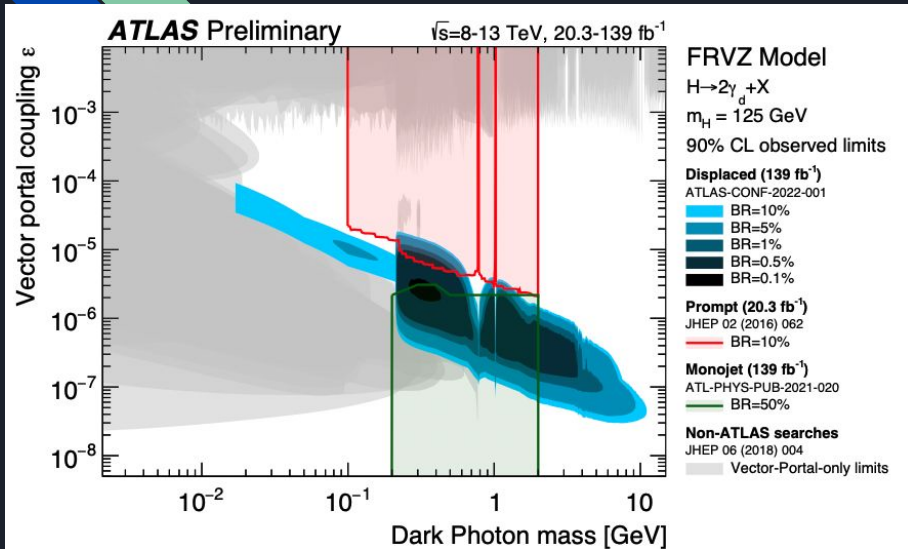 ATLAS Preliminary
√s=8-13 TeV, 20.3-139 fb⁻¹
Vector portal coupling ε
10⁻³
10⁻⁴
10⁻⁵
10⁻⁶
10⁻⁷
10⁻⁸
10⁻²
10⁻¹
1
10
Dark Photon mass [GeV]
FRVZ Model
H→2γ_d+X
m_H = 125 GeV
90% CL observed limits
Displaced (139 fb⁻¹)
ATLAS-CONF-2022-001
BR=10%
BR=5%
BR=1%
BR=0.5%
BR=0.1%
Prompt (20.3 fb⁻¹)
JHEP 02 (2016) 062
BR=10%
Monojet (139 fb⁻¹)
ATL-PHYS-PUB-2021-020
BR=50%
Non-ATLAS searches
JHEP 06 (2018) 004
Vector-Portal-only limits